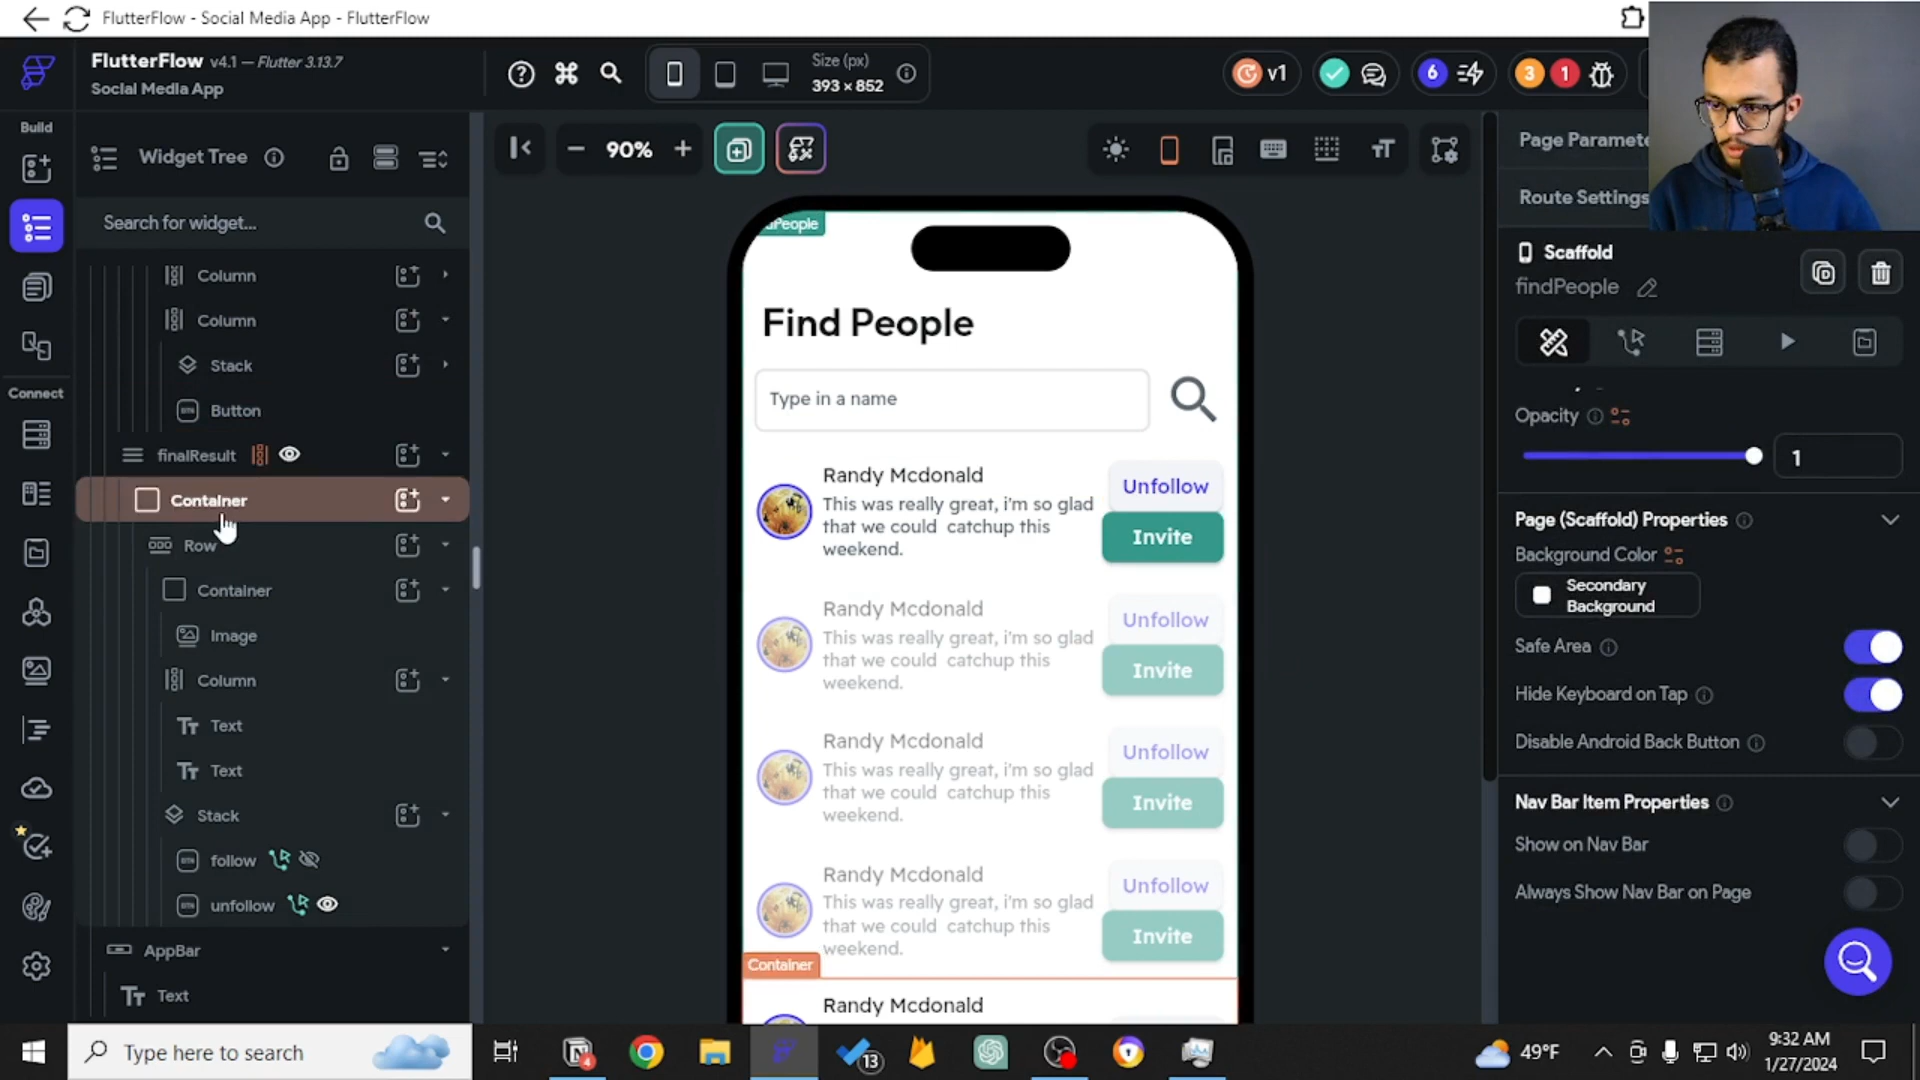 FlutterFlow - Social Media App - FlutterFlow
FlutterFlow v4.1 — Flutter 3.13.7
Social Media App
Size (px)
393 × 852
v1
6
3
1
Build
Widget Tree
90%
Page Parame
Route Settings
Search for widget...
Column
Column
Stack
Button
finalResult
Container
Row
Container
Image
Column
Text
Text
Stack
follow
unfollow
AppBar
Text
Connect
Find People
Type in a name
Randy Mcdonald
This was really great, i'm so glad
that we could catchup this
weekend.
Unfollow
Invite
Randy Mcdonald
This was really great, i'm so glad
that we could catchup this
weekend.
Unfollow
Invite
Randy Mcdonald
This was really great, i'm so glad
that we could catchup this
weekend.
Unfollow
Invite
Randy Mcdonald
This was really great, i'm so glad
that we could catchup this
weekend.
Unfollow
Invite
Container
Randy Mcdonald
Scaffold
findPeople
Opacity
1
Page (Scaffold) Properties
Background Color
Secondary
Background
Safe Area
Hide Keyboard on Tap
Disable Android Back Button
Nav Bar Item Properties
Show on Nav Bar
Always Show Nav Bar on Page
Type here to search
4
13
49°F
9:32 AM
1/27/2024